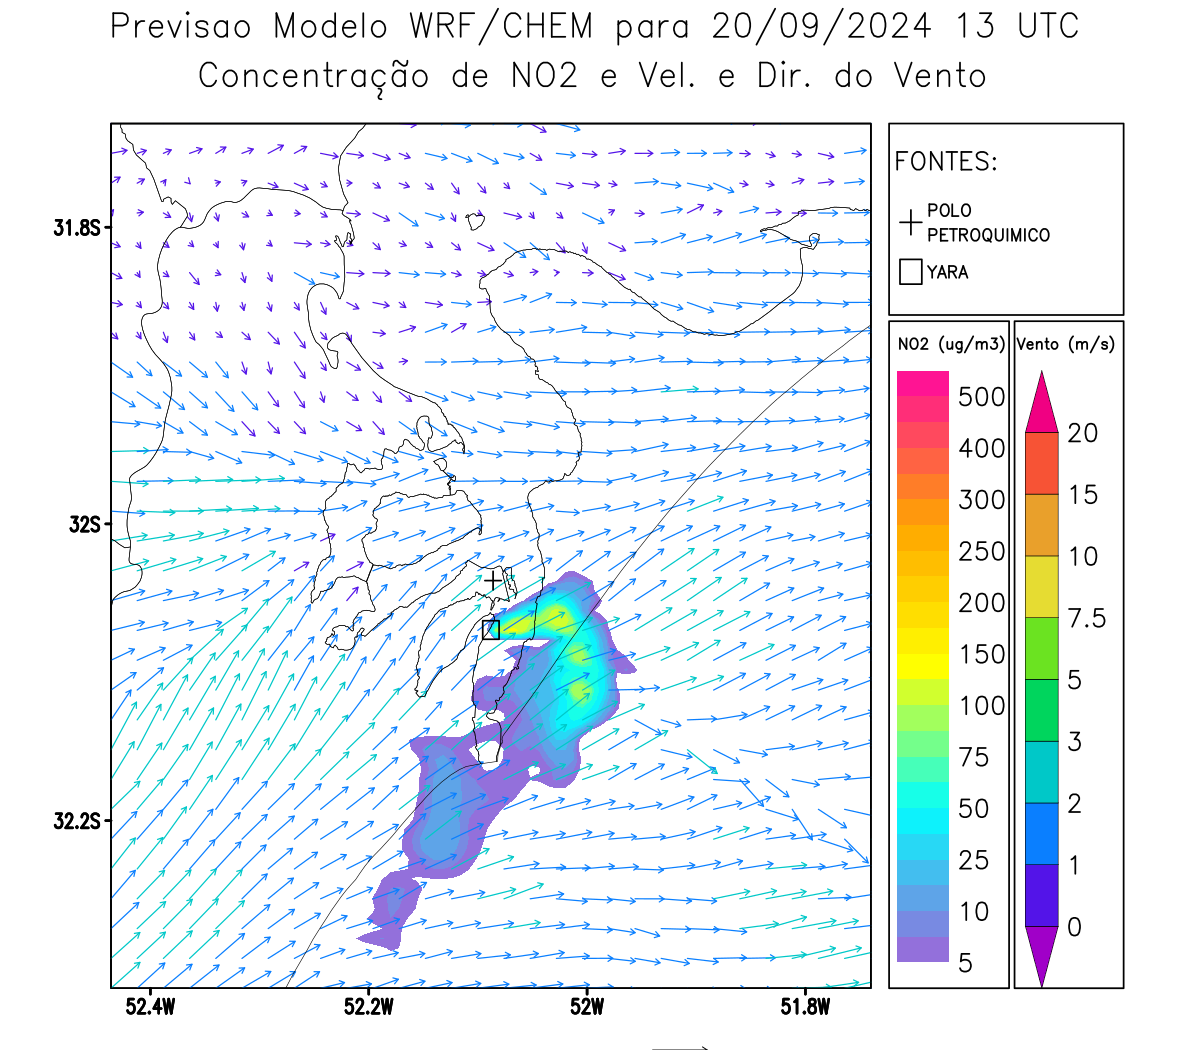 Previsao Modelo WRF/CHEM para 20/09/2024 13 UTC
Concentração de NO2 e Vel. e Dir. do Vento
FONTES:
POLO
PETROQUIMICO
YARA
31.8S
32S
32.2S
52.4W
52.2W
52W
51.8W
NO2 (ug/m3)
500
400
300
250
200
150
100
75
50
25
10
5
Vento (m/s)
20
15
10
7.5
5
3
2
1
0